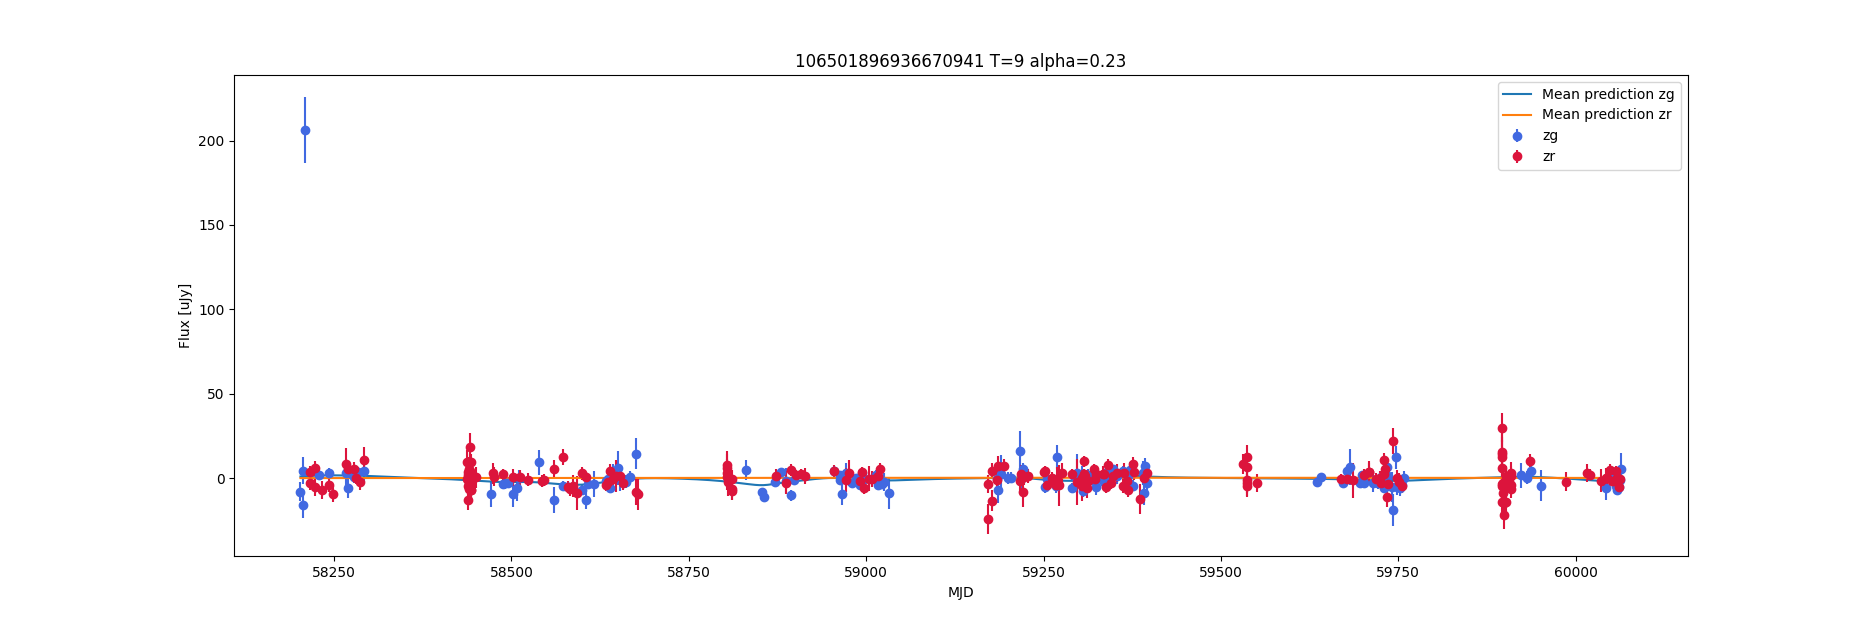 106501896936670941 T=9 alpha=0.23
Mean prediction zg
Mean prediction zr
zg
zr
200
150
100
50
0
Flux [uJy]
58250 58500 58750 59000 59250 59500 59750 60000
MJD